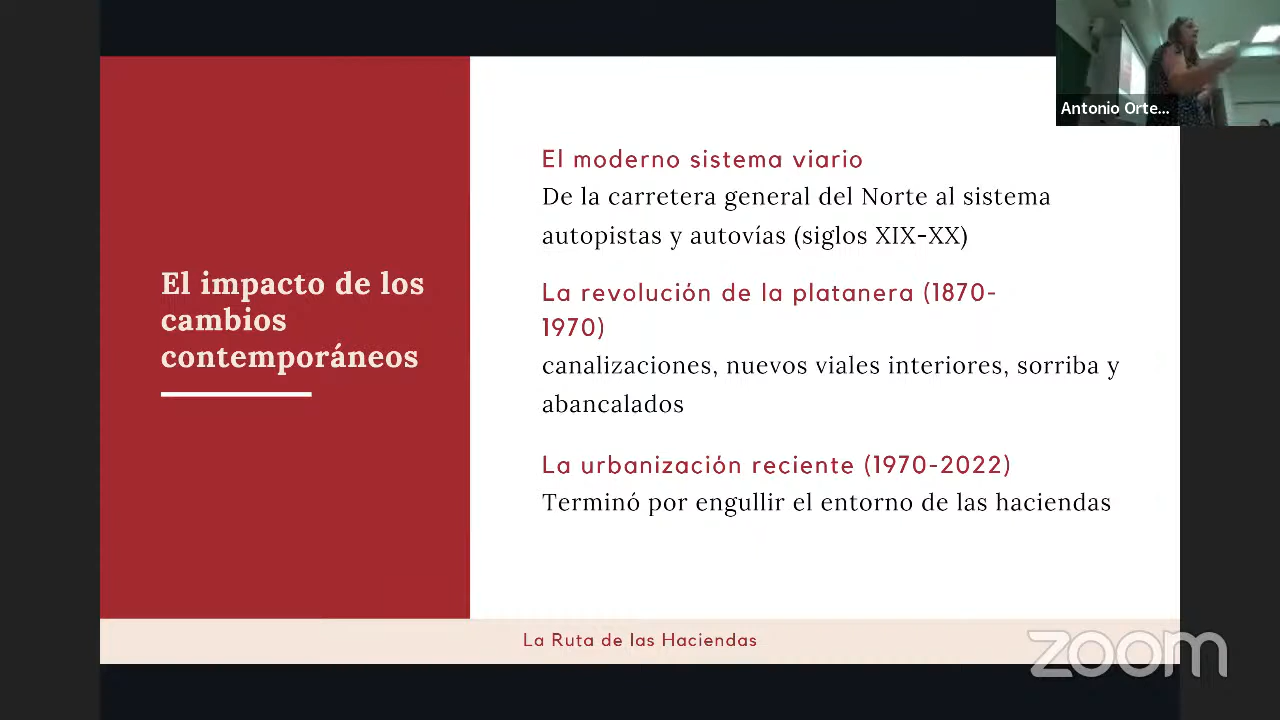 Antonio Orte...
El moderno sistema viario
De la carretera general del Norte al sistema
autopistas y autovías (siglos XIX-XX)
La revolución de la platanera (1870-
1970)
canalizaciones, nuevos viales interiores, sorriba y
abancalados
La urbanización reciente (1970-2022)
Terminó por engullir el entorno de las haciendas
El impacto de los
cambios
contemporáneos
La Ruta de las Haciendas
zoom